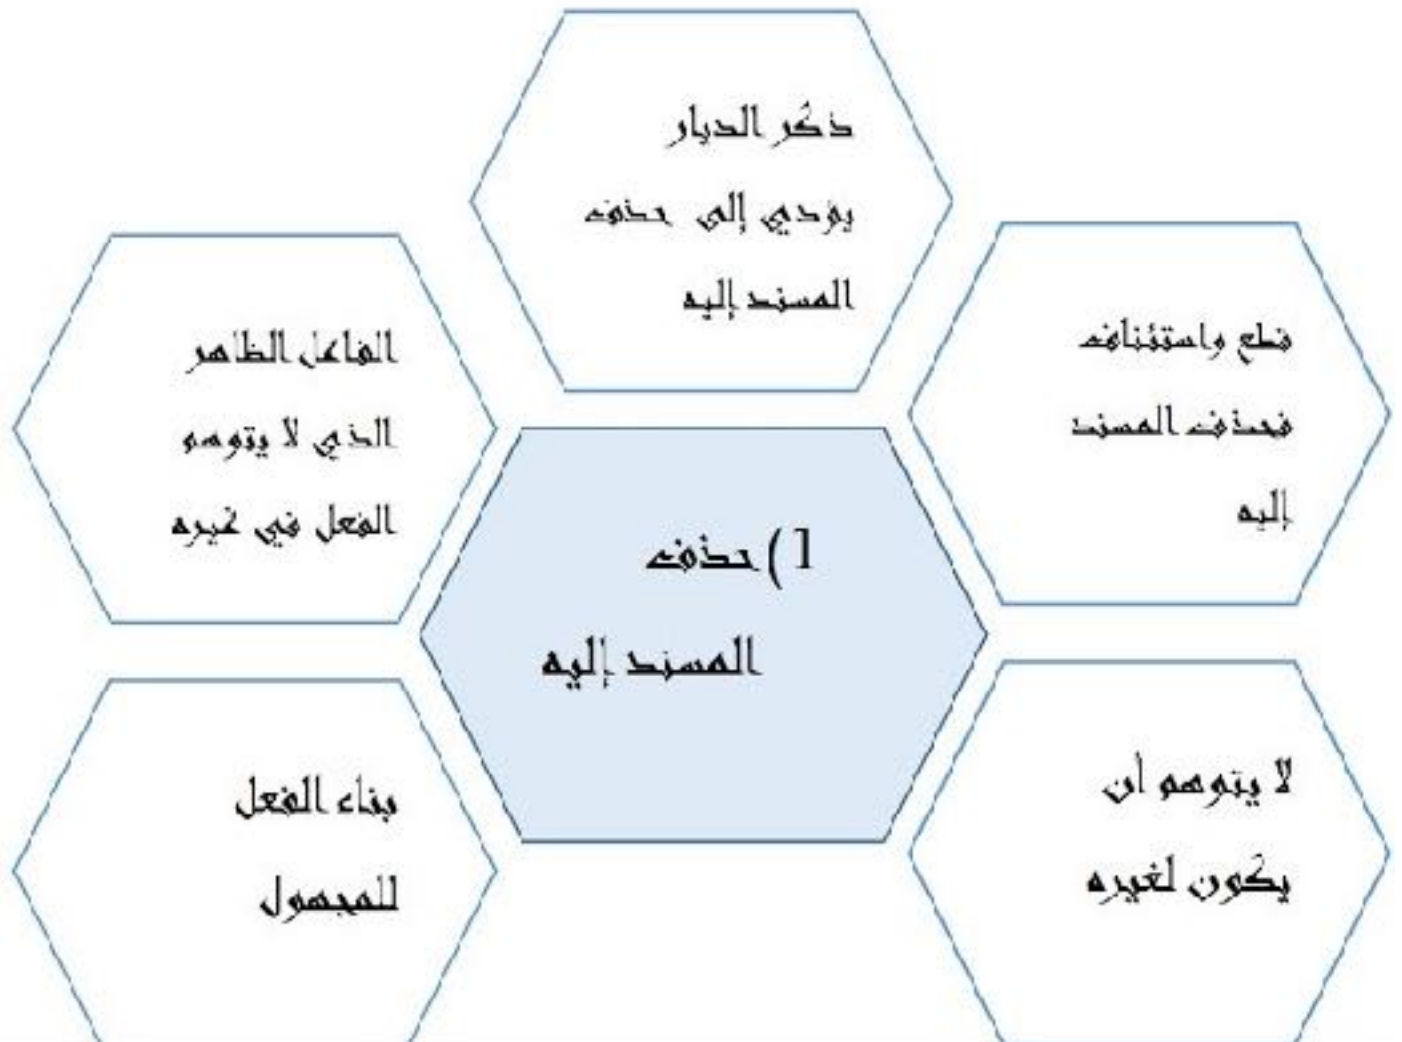 ذكر الديار
يؤدي إلى حذف
المسند إليه
قطع واستئناف
فحذف المسند
إليه
الفاعل الظاهر
الذي لا يتوهم
الفعل في غيره
1) حذف
المسند إليه
لا يتوهم أن
يكون لغيره
بناء الفعل
للمجهول